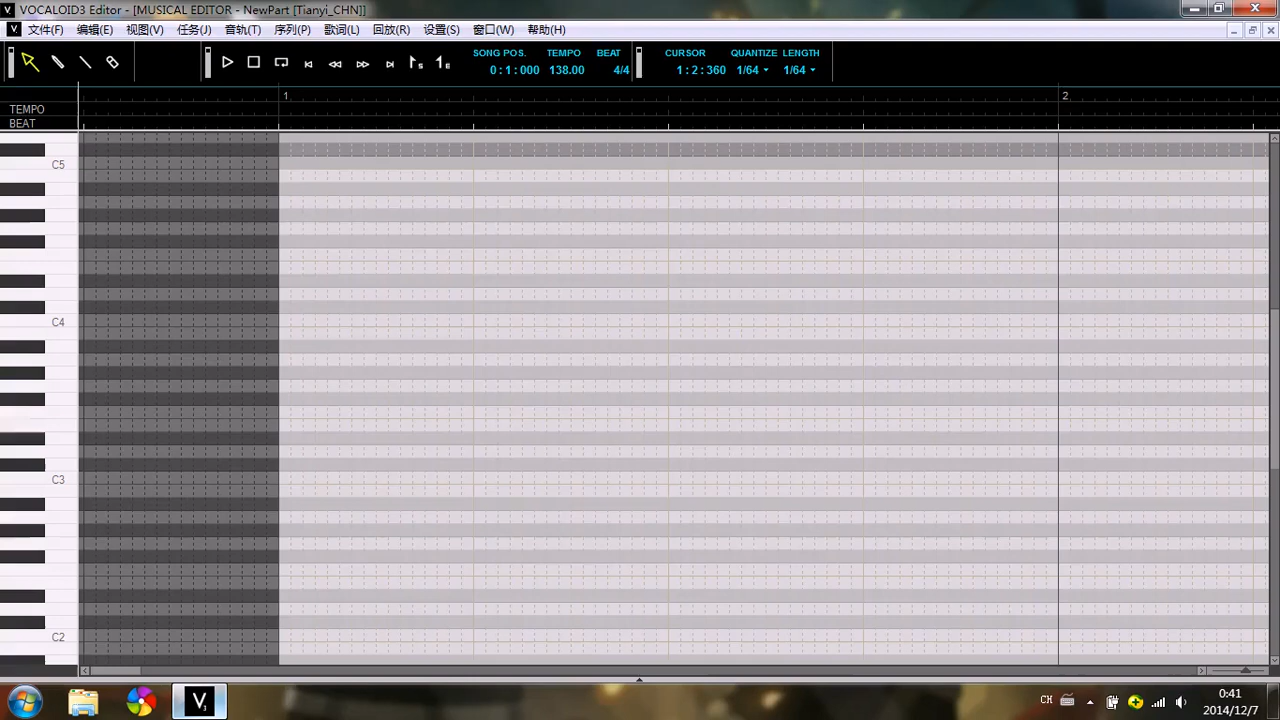 VOCALOID3 Editor - [MUSICAL EDITOR - NewPart [Tianyi_CHN]]
文件(F) 编辑(E) 视图(V) 任务(J) 音轨(T) 序列(P) 歌词(L) 回放(R) 设置(S) 窗口(W) 帮助(H)
SONG POS. TEMPO BEAT CURSOR QUANTIZE LENGTH
0:1:000 138.00 4/4 1:2:360 1/64 1/64
1 2
TEMPO
BEAT
C5
C4
C3
C2
CH 0:41
2014/12/7